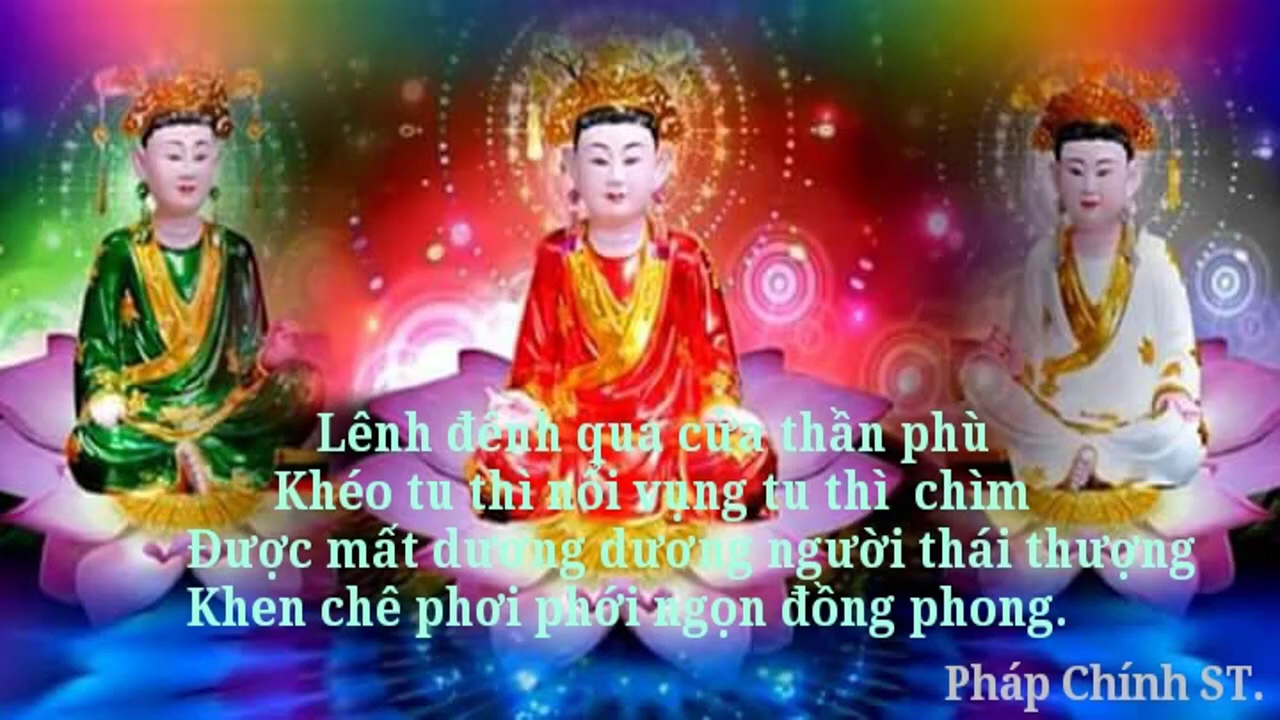 Lênh đênh qua cửa thần phù
Khéo tu thì nổi vụng tu thì chìm
Được mất dương dương người thái thượng
Khen chê phơi phới ngọn đồng phong.
Pháp Chính ST.